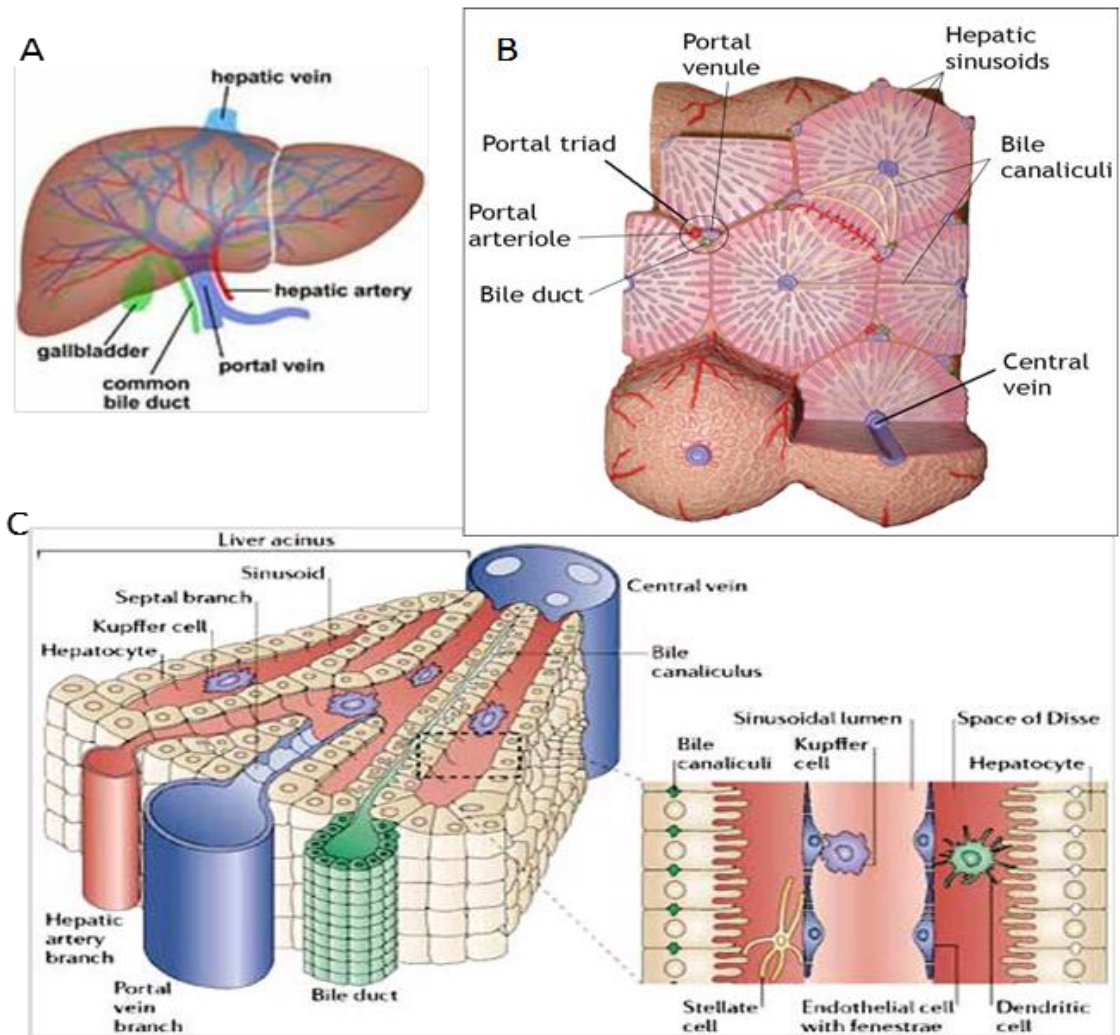 A
hepatic vein
hepatic artery
gallbladder
common
bile duct
portal vein
B
Portal
venule
Hepatic
sinusoids
Portal triad
Bile
canaliculi
Portal
arteriole
Bile duct
Central
vein
C
Liver acinus
Sinusoid
Septal branch
Kupffer cell
Hepatocyte
Central vein
Bile
canaliculus
Hepatic
artery
branch
Portal
vein
branch
Bile duct
Sinusoidal lumen
Space of Disse
Bile
canaliculi
Kupffer
cell
Hepatocyte
Stellate
cell
Endothelial cell
with fenestrae
Dendritic
cell